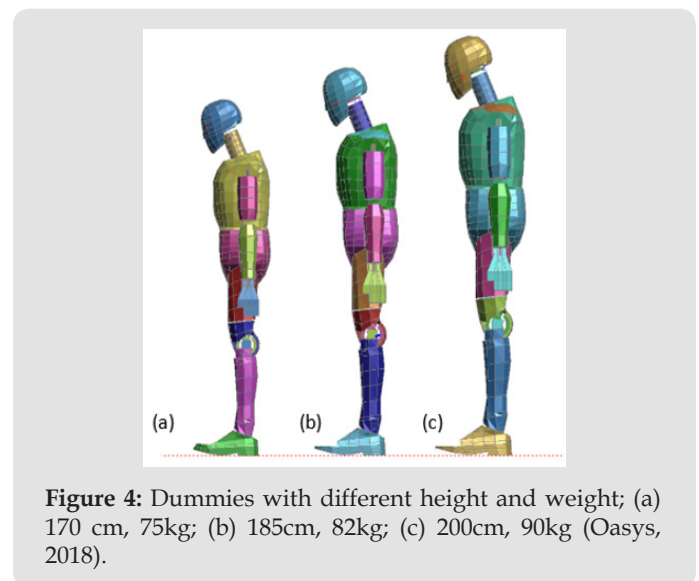 (a) (b) (c)
Figure 4: Dummies with different height and weight; (a)
170 cm, 75kg; (b) 185cm, 82kg; (c) 200cm, 90kg (Oasys,
2018).